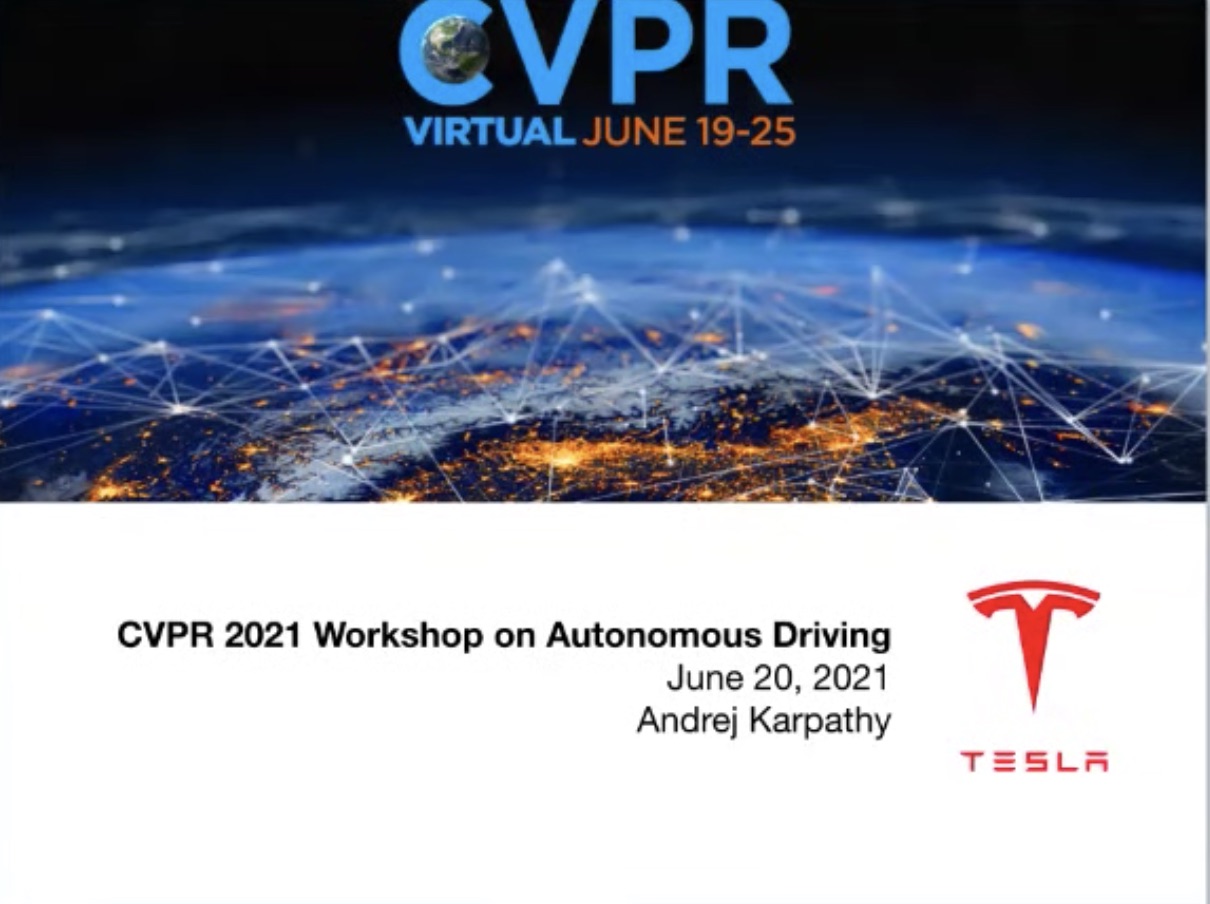 CVPR
VIRTUAL JUNE 19-25
CVPR 2021 Workshop on Autonomous Driving
June 20, 2021
Andrej Karpathy
TESLA